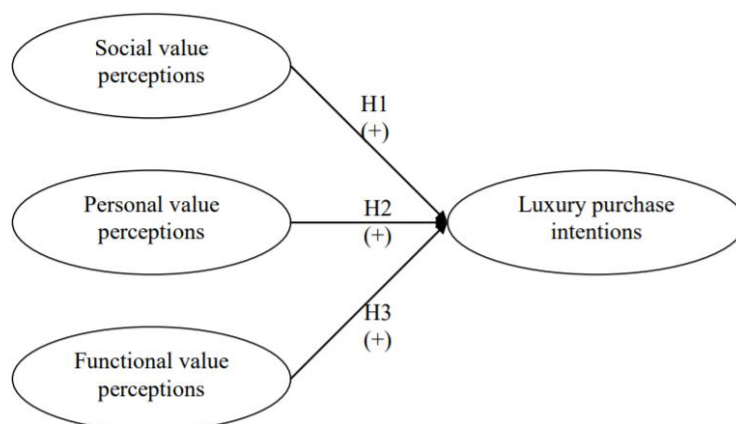 Social value
perceptions
H1
(+)
Personal value
perceptions
H2
(+)
Luxury purchase
intentions
H3
(+)
Functional value
perceptions